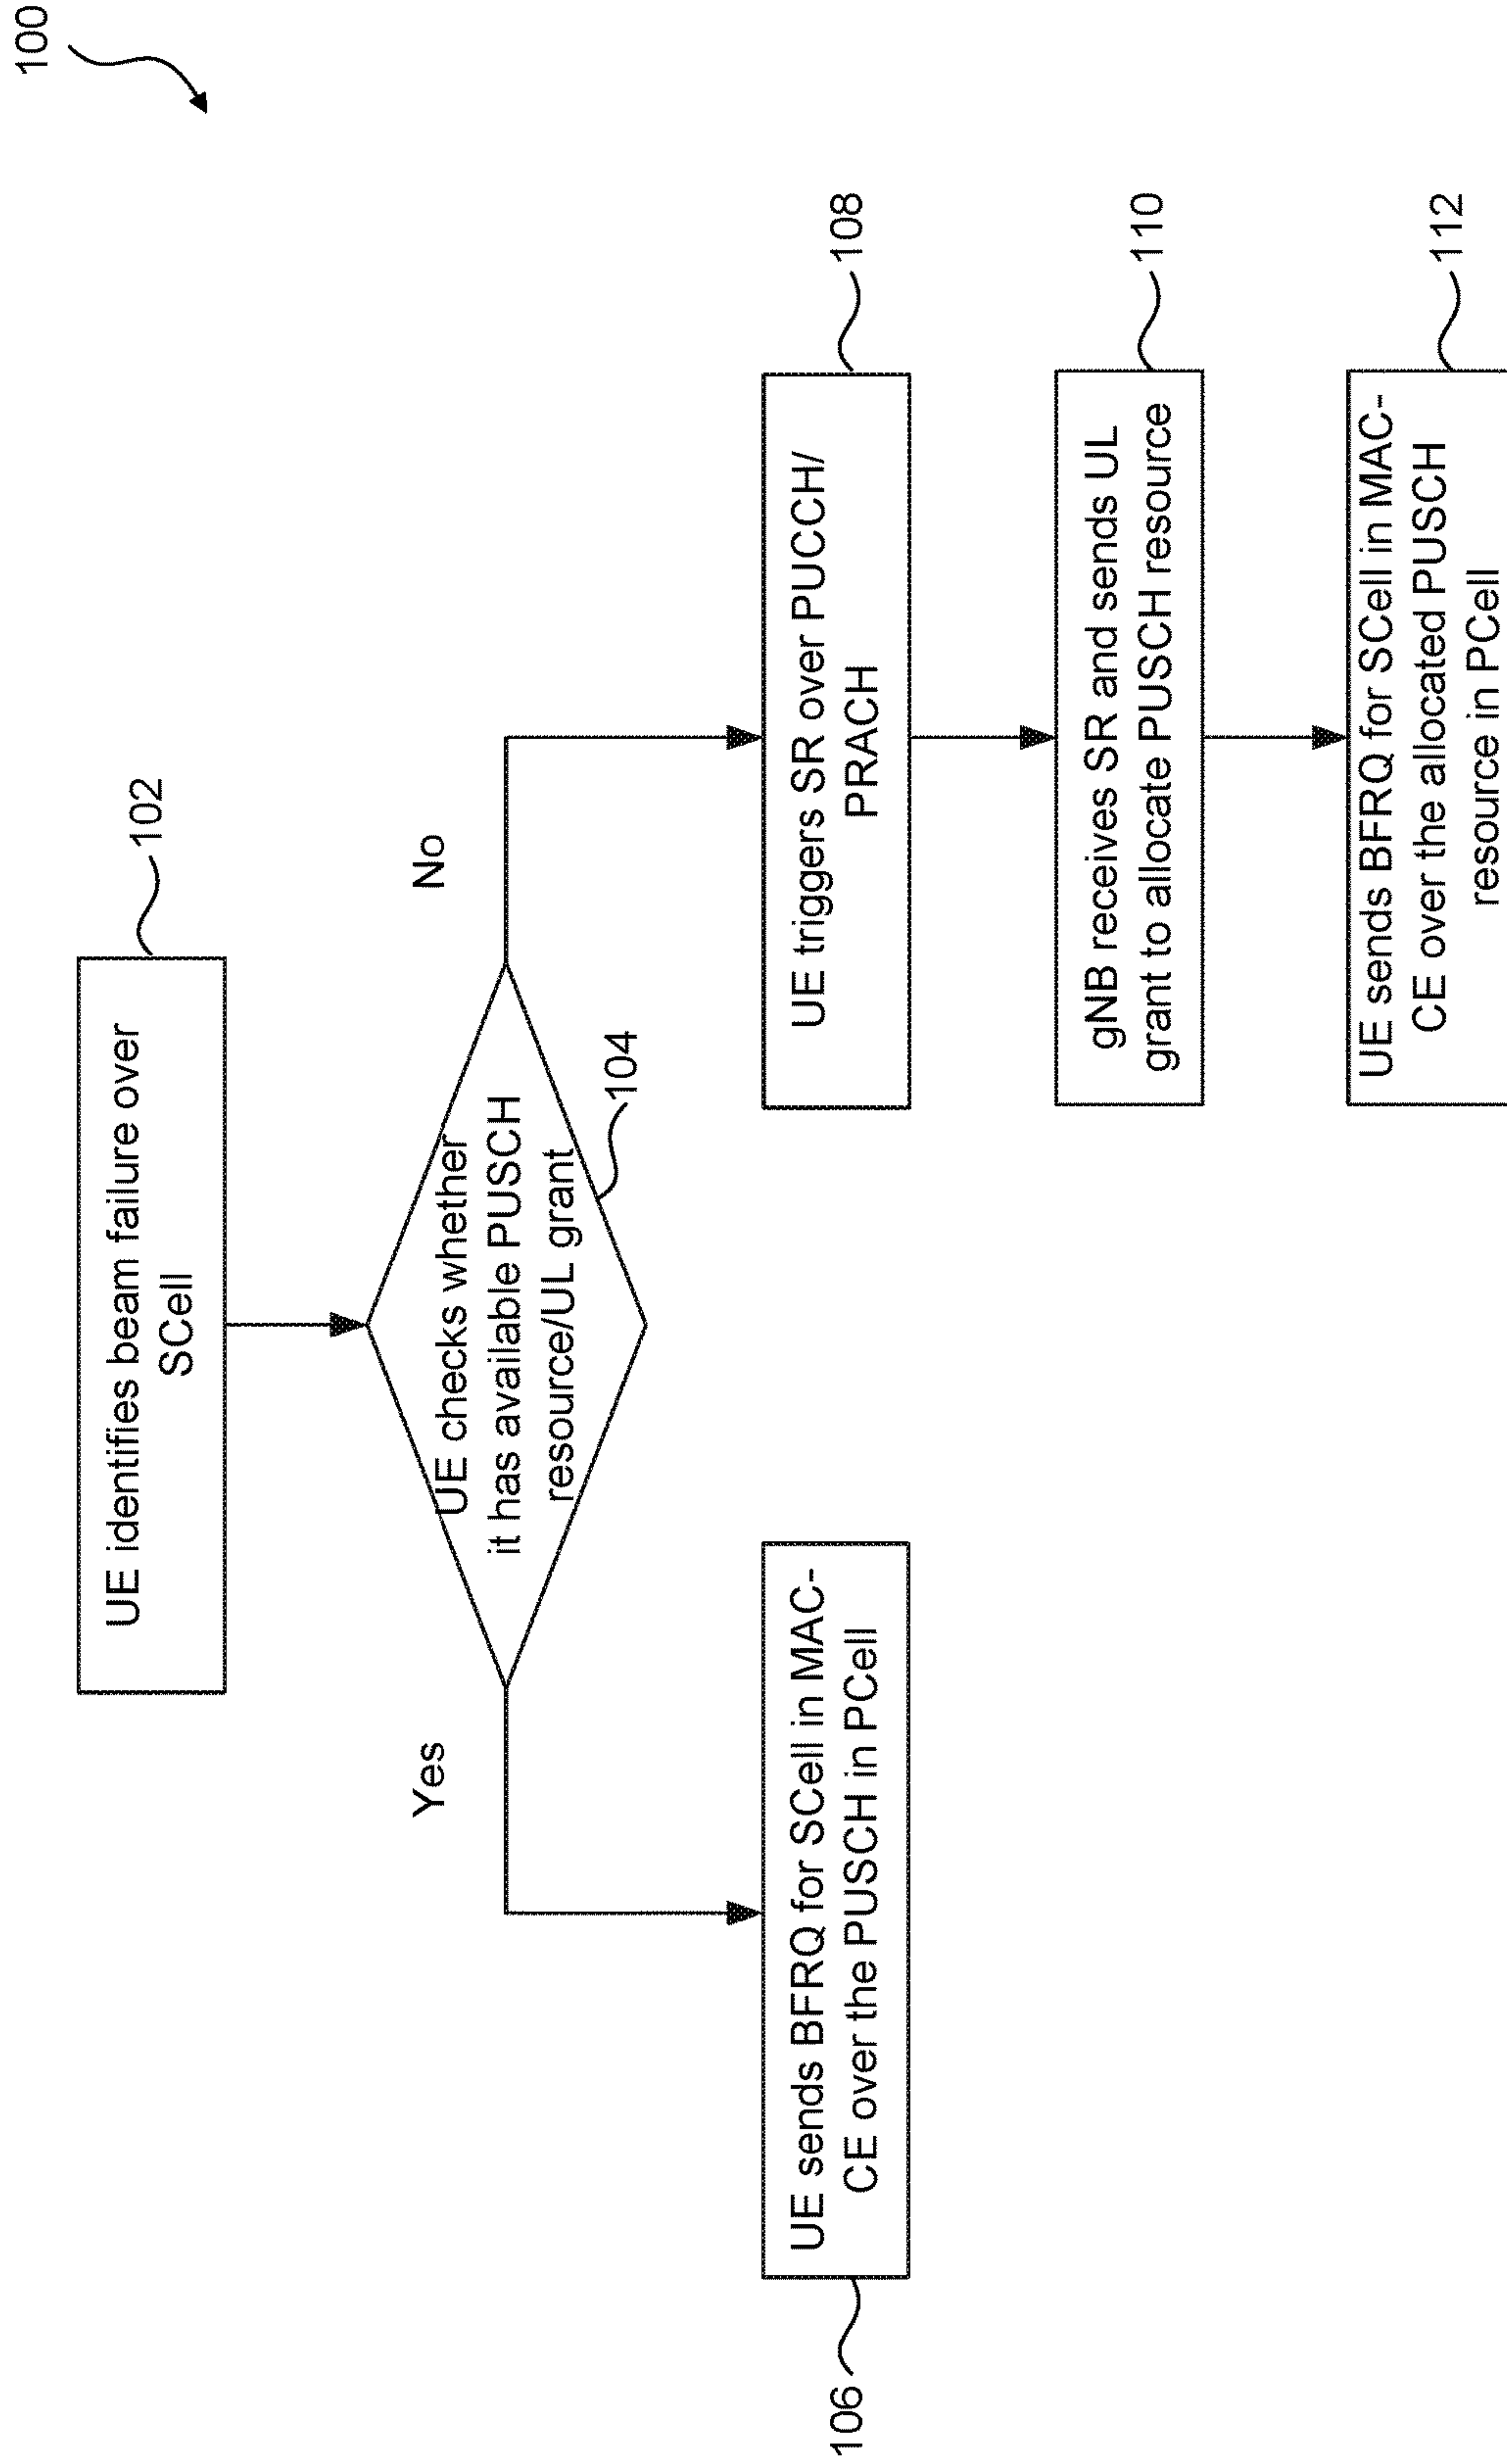 100
UE identifies beam failure over
SCell
102
UE checks whether
it has available PUSCH
resource/UL grant
104
Yes
No
UE sends BFRQ for SCell in MAC-
CE over the PUSCH in PCell
106
UE triggers SR over PUCCH/
PRACH
108
gNB receives SR and sends UL
grant to allocate PUSCH resource
110
UE sends BFRQ for SCell in MAC-
CE over the allocated PUSCH
resource in PCell
112